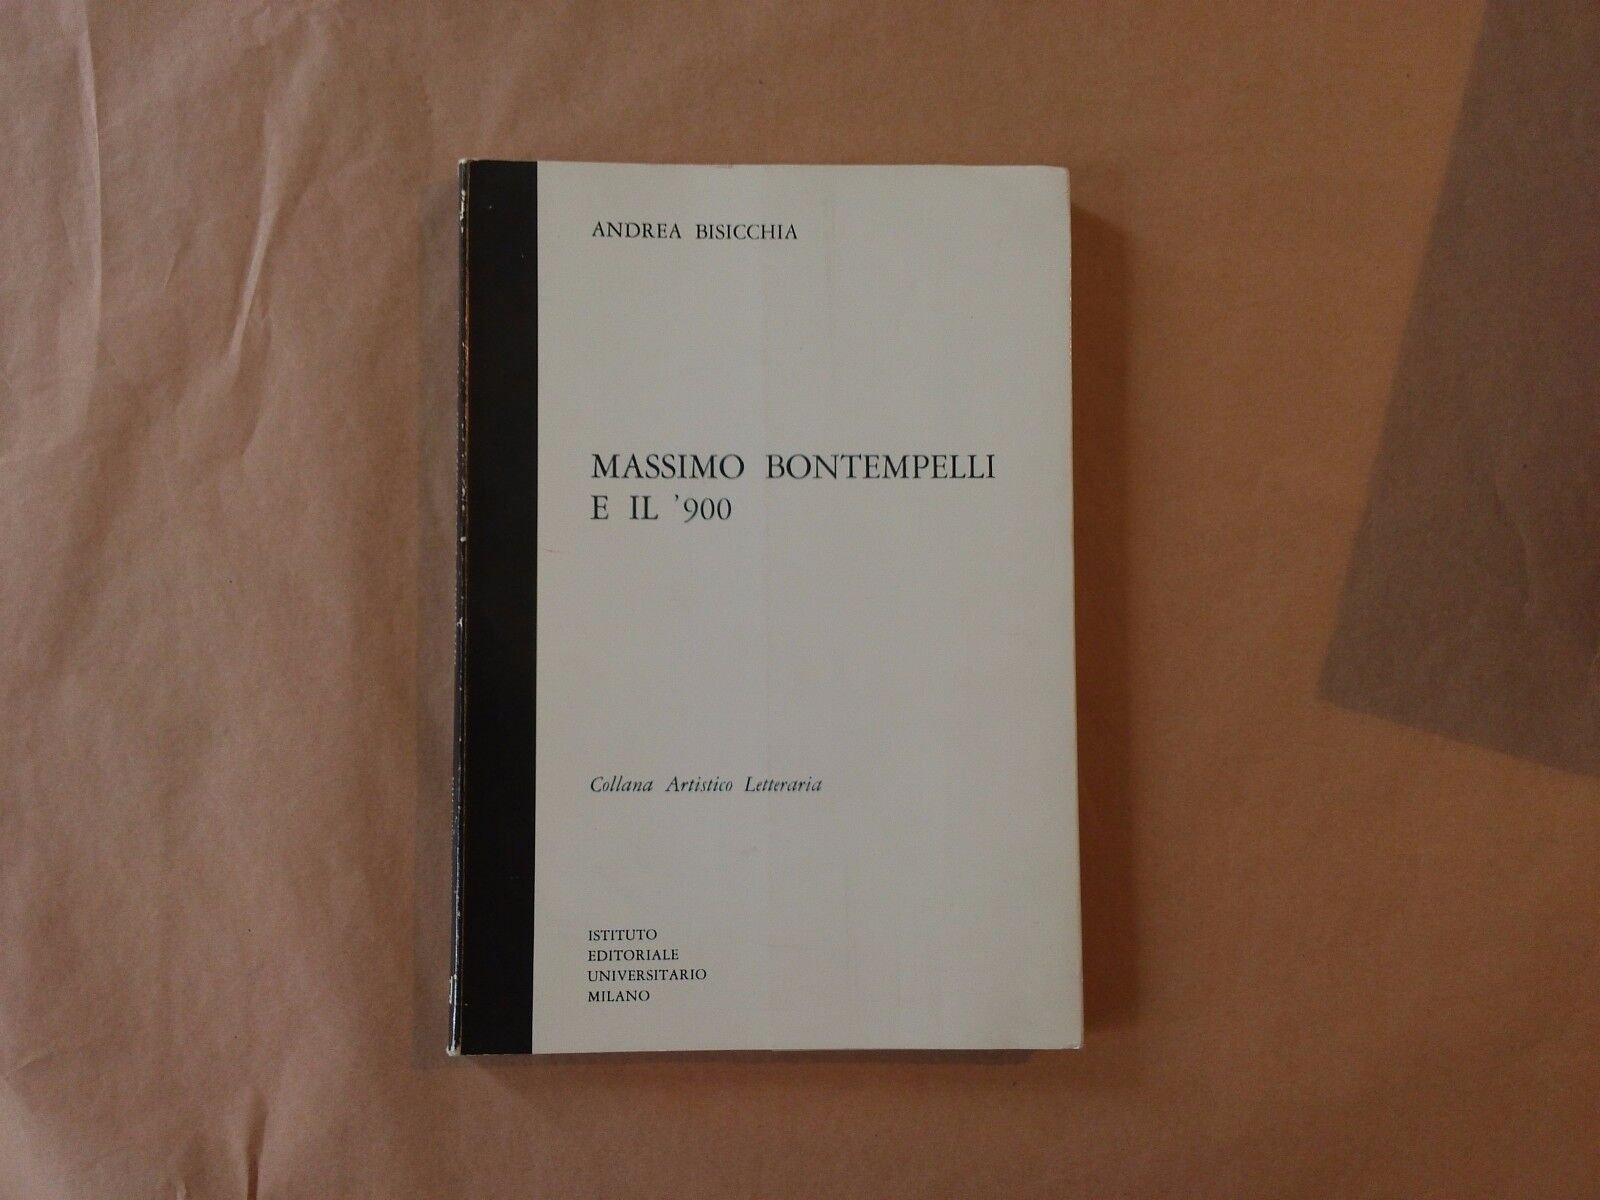 ANDREA BISICCHIA
MASSIMO BONTEMPELLI
E IL '900
Collana Artistico Letteraria
ISTITUTO
EDITORIALE
UNIVERSITARIO
MILANO